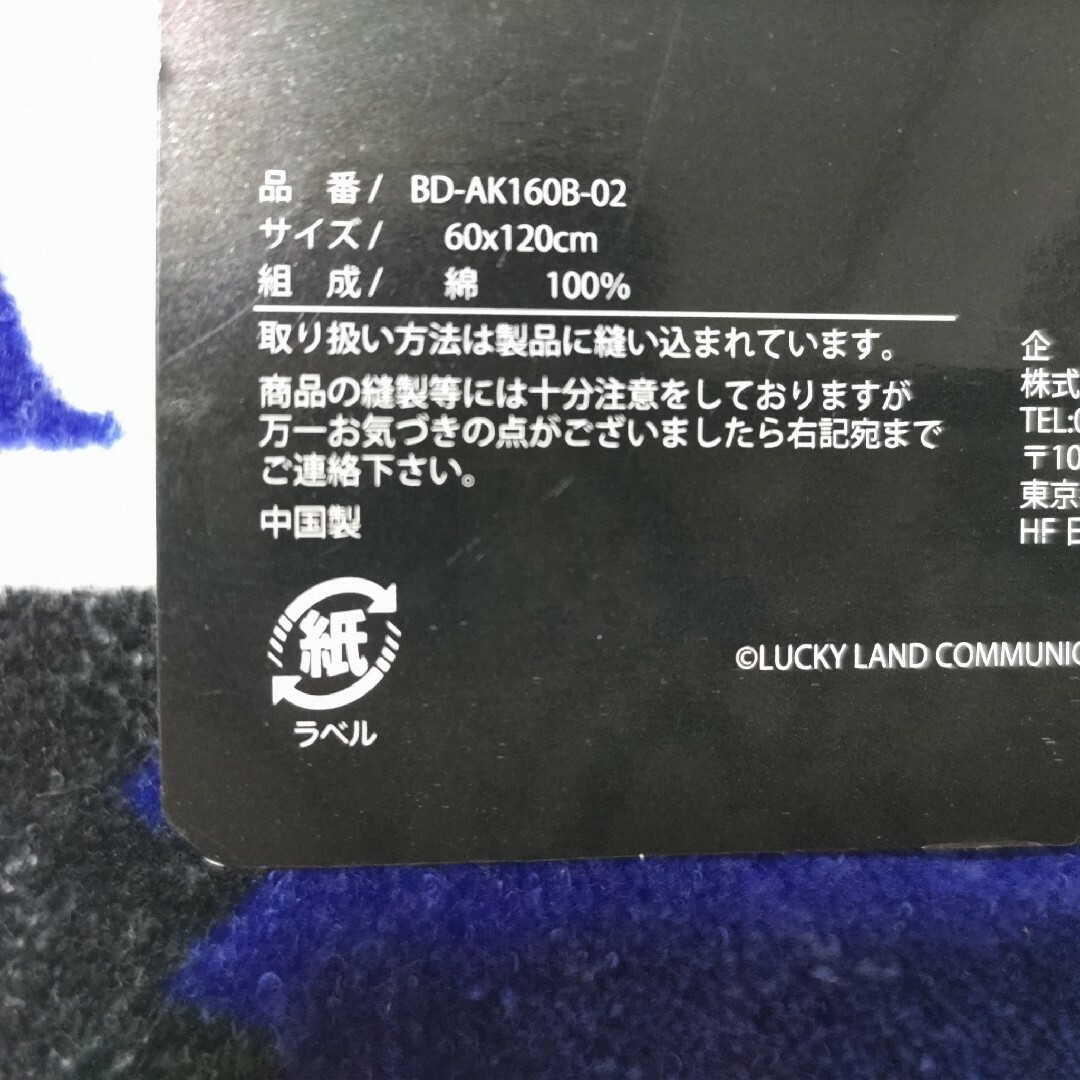 品 番/ BD-AK160B-02
サイズ/ 60x120cm
組 成/ 綿 100%
取り扱い方法は製品に縫い込まれています。
商品の縫製等には十分注意をしておりますが
万一お気づきの点がございましたら右記宛まで
ご連絡下さい。
中国製
紙
ラベル
企
株式
TEL:0
〒10
東京
HF
©LUCKY LAND COMMUNIC